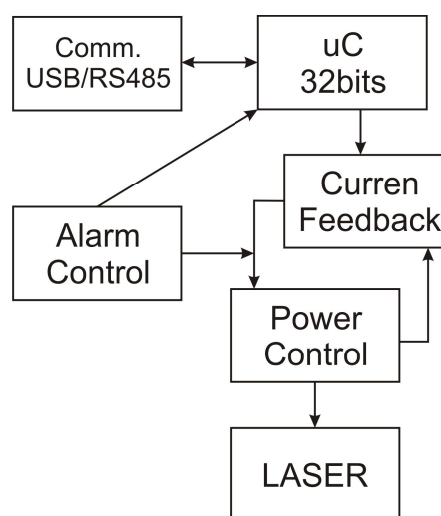 Comm.
USB/RS485
uC
32bits
Curren
Feedback
Alarm
Control
Power
Control
LASER